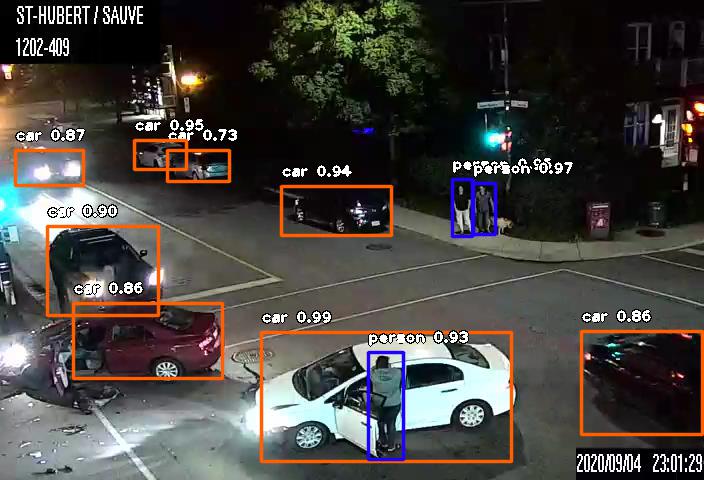 ST-HUBERT / SAUVE
1202-409
car 0.87
car 0.95
car 0.73
car 0.94
person 0.97
car 0.90
car 0.86
car 0.99
person 0.93
car 0.86
2020/09/04 23:01:29